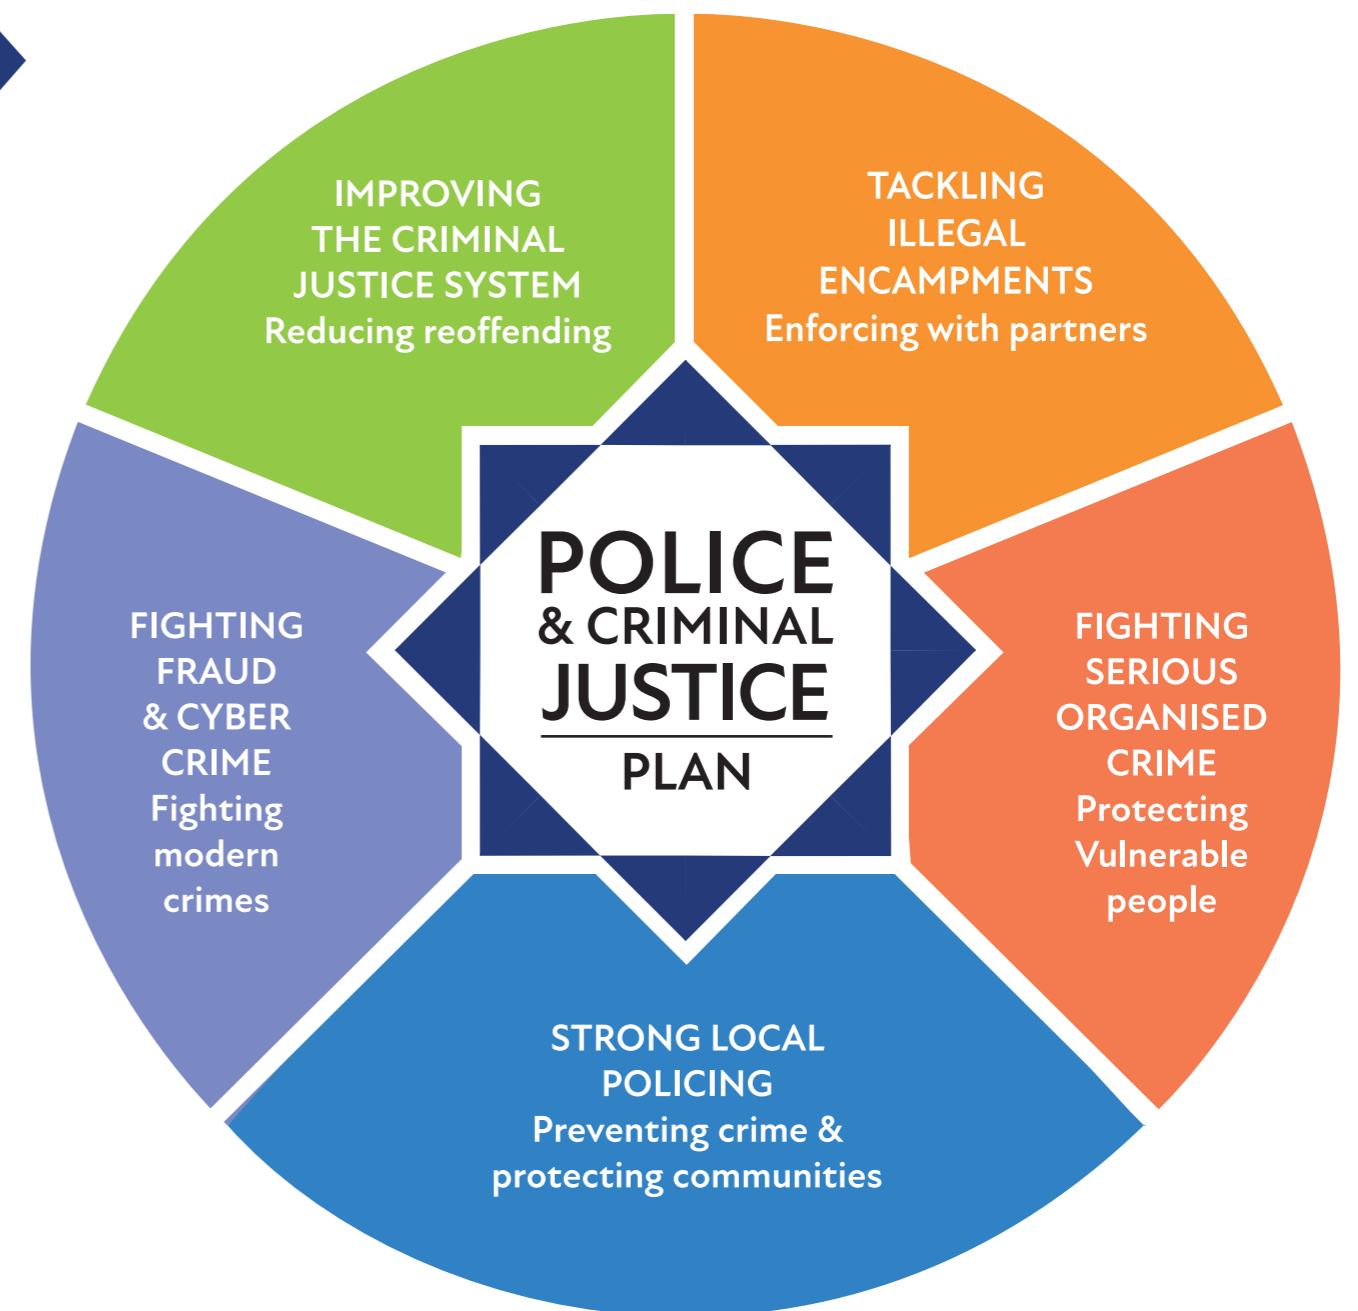 IMPROVING
THE CRIMINAL
JUSTICE SYSTEM
Reducing reoffending
TACKLING
ILLEGAL
ENCAMPMENTS
Enforcing with partners
FIGHTING
FRAUD
& CYBER
CRIME
Fighting
modern
crimes
POLICE
& CRIMINAL
JUSTICE
PLAN
FIGHTING
SERIOUS
ORGANISED
CRIME
Protecting
Vulnerable
people
STRONG LOCAL
POLICING
Preventing crime &
protecting communities